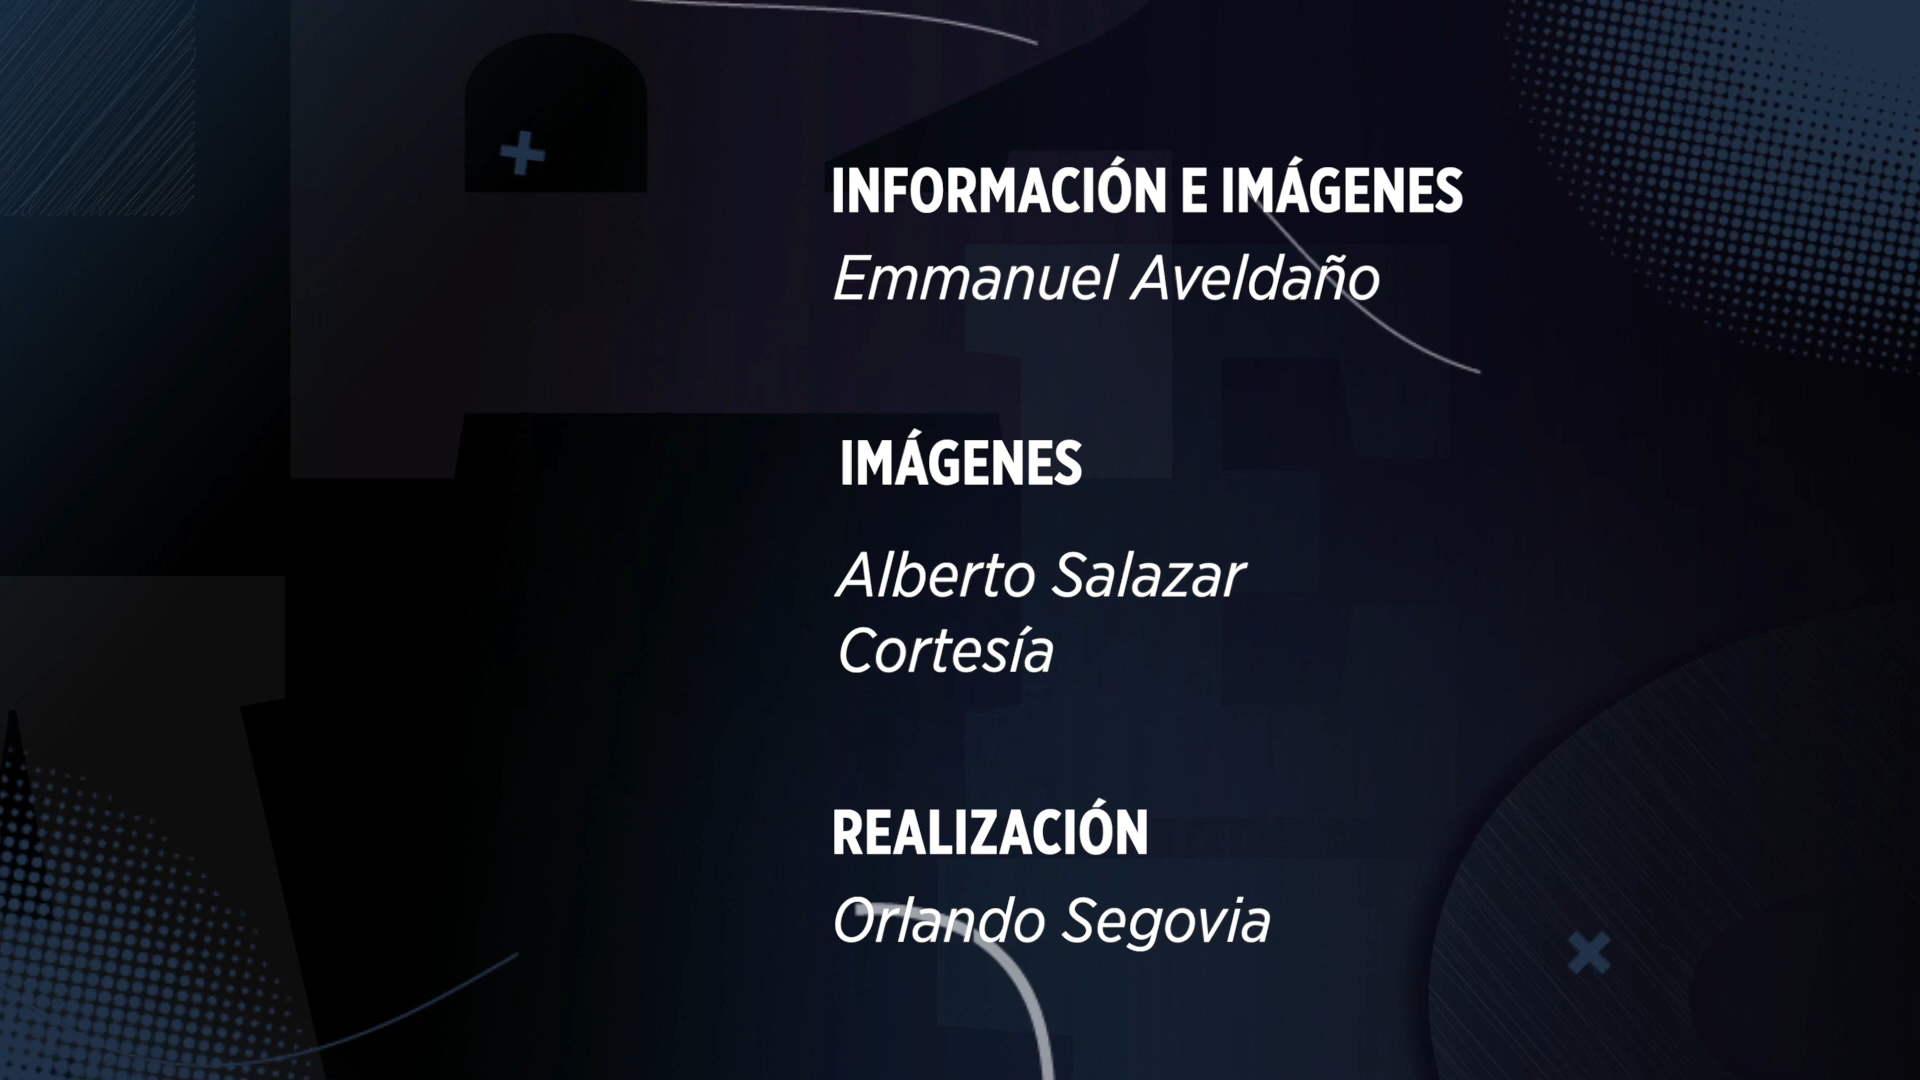 INFORMACIÓN E IMÁGENES
Emmanuel Aveldaño
IMÁGENES
Alberto Salazar
Cortesía
REALIZACIÓN
Orlando Segovia